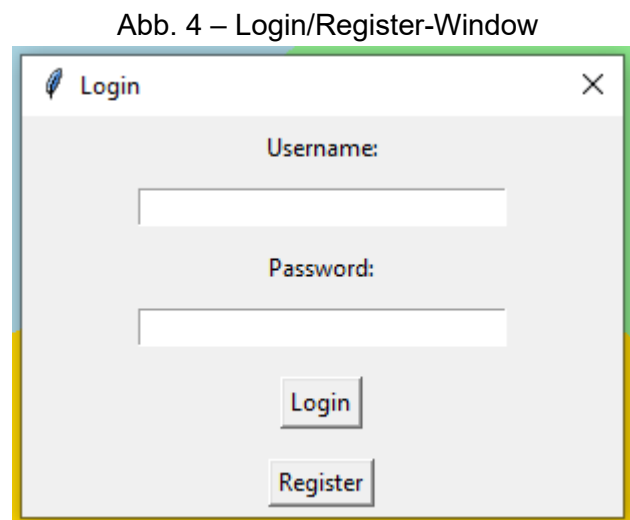 Abb. 4 – Login/Register-Window
Login
Username:
Password:
Login
Register